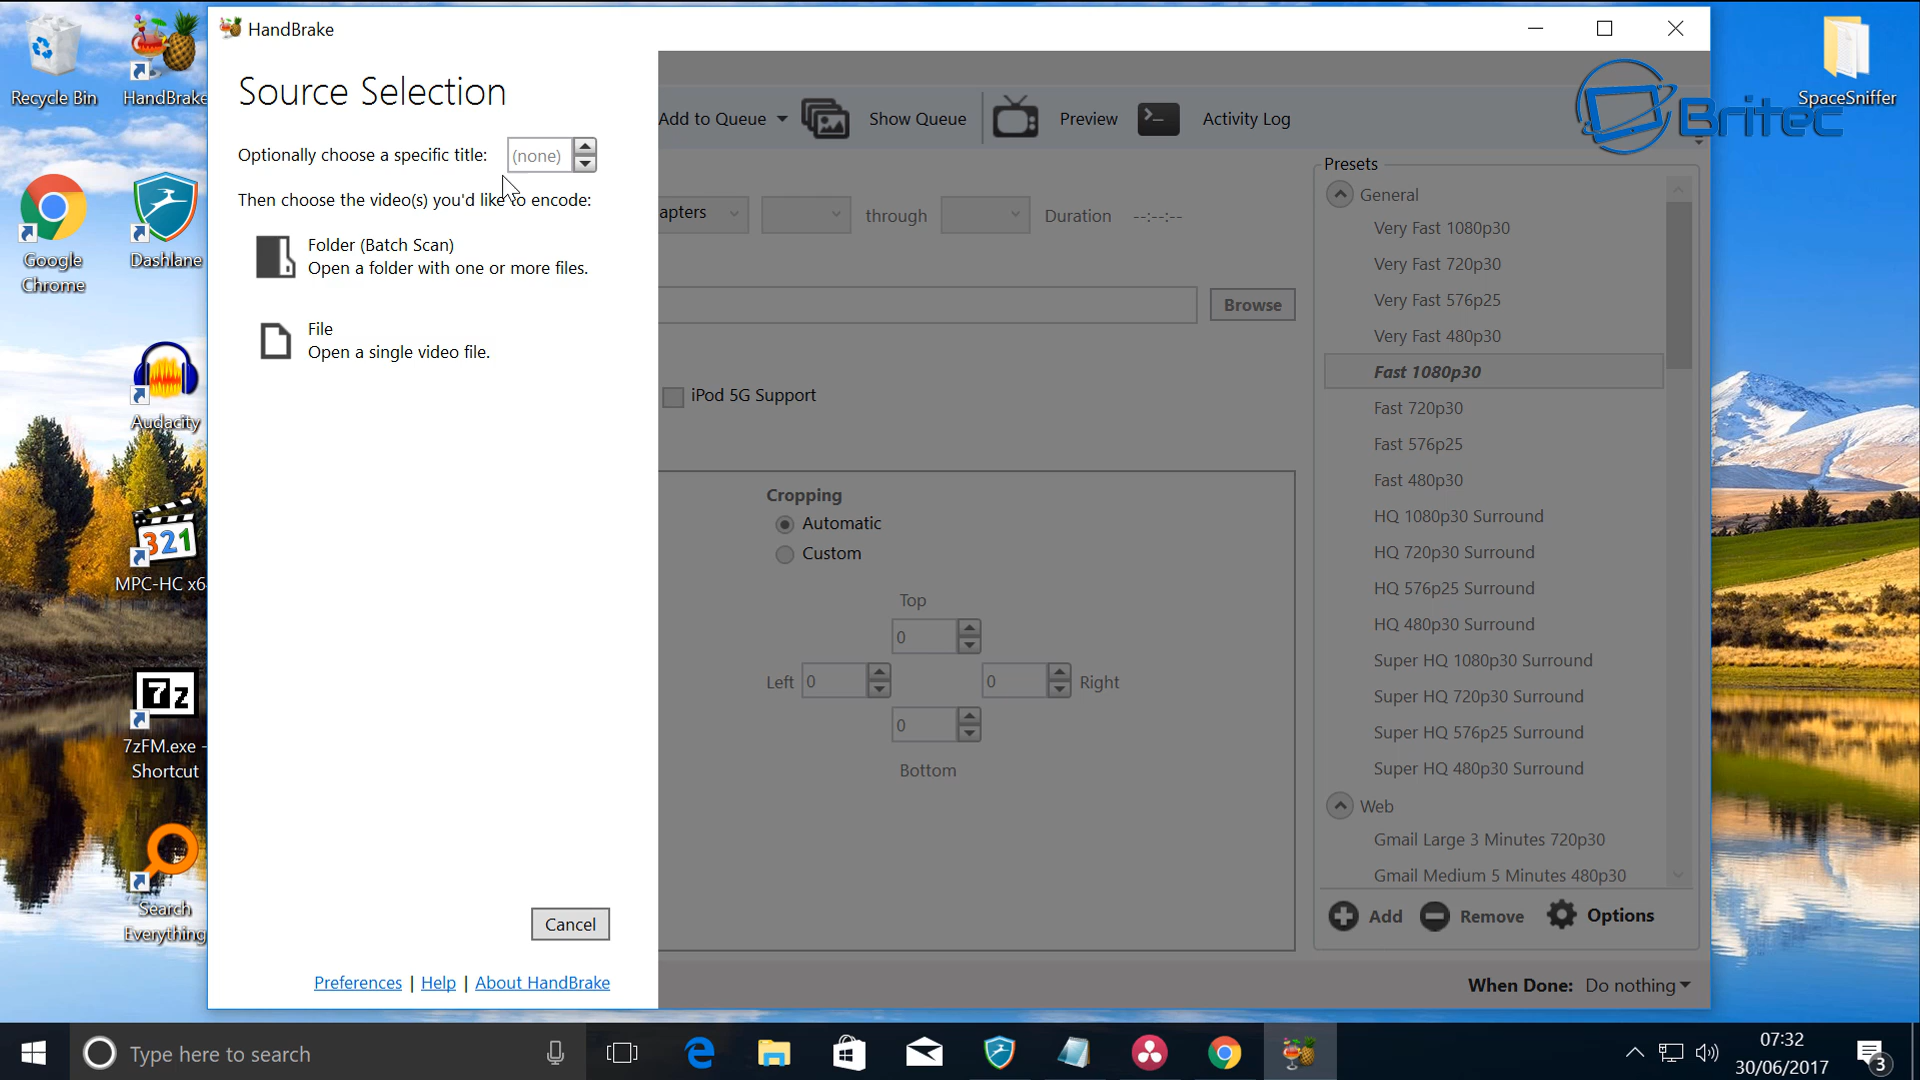 Recycle Bin
HandBrake
Google
Chrome
Dashlane
Audacity
321
MPC-HC x6
7z
7zFM.exe -
Shortcut
Search
Everything
HandBrake
Source Selection
Optionally choose a specific title: (none)
Then choose the video(s) you'd like to encode:
Folder (Batch Scan)
Open a folder with one or more files.
File
Open a single video file.
Cancel
Preferences | Help | About HandBrake
Add to Queue
Show Queue
Preview
Activity Log
apters
through
Duration --:--:--
Browse
iPod 5G Support
Cropping
Automatic
Custom
Top
0
Left 0
0 Right
0
Bottom
Presets
General
Very Fast 1080p30
Very Fast 720p30
Very Fast 576p25
Very Fast 480p30
Fast 1080p30
Fast 720p30
Fast 576p25
Fast 480p30
HQ 1080p30 Surround
HQ 720p30 Surround
HQ 576p25 Surround
HQ 480p30 Surround
Super HQ 1080p30 Surround
Super HQ 720p30 Surround
Super HQ 576p25 Surround
Super HQ 480p30 Surround
Web
Gmail Large 3 Minutes 720p30
Gmail Medium 5 Minutes 480p30
Add Remove Options
When Done: Do nothing
SpaceSniffer
Britec
Type here to search
07:32
30/06/2017
3